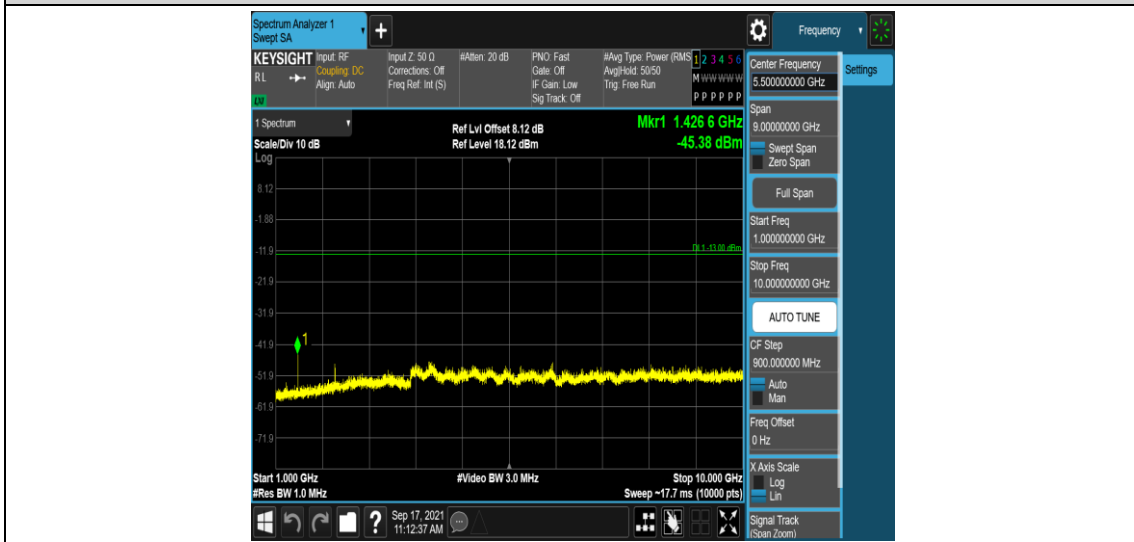 Spectrum Analyzer 1
Swept SA
+
Frequency
KEYSIGHT
RL
LXI
Input: RF
Coupling: DC
Align: Auto
Input Z: 50 Ω
Corrections: Off
Freq Ref: Int (S)
#Atten: 20 dB
PNO: Fast
Gate: Off
IF Gain: Low
Sig Track: Off
#Avg Type: Power (RMS
Avg|Hold: 50/50
Trig: Free Run
1 2 3 4 5 6
M W W W W W
P P P P P P
1 Spectrum
Scale/Div 10 dB
Log
Ref Lvl Offset 8.12 dB
Ref Level 18.12 dBm
Mkr1 1.426 6 GHz
-45.38 dBm
8.12
-1.88
-11.9
DL1 -13.00 dBm
-21.9
-31.9
-41.9
1
-51.9
-61.9
-71.9
Start 1.000 GHz
#Res BW 1.0 MHz
#Video BW 3.0 MHz
Stop 10.000 GHz
Sweep ~17.7 ms (10000 pts)
?
Sep 17, 2021
11:12:37 AM
Center Frequency
5.500000000 GHz
Settings
Span
9.00000000 GHz
Swept Span
Zero Span
Full Span
Start Freq
1.000000000 GHz
Stop Freq
10.000000000 GHz
AUTO TUNE
CF Step
900.000000 MHz
Auto
Man
Freq Offset
0 Hz
X Axis Scale
Log
Lin
Signal Track
(Span Zoom)